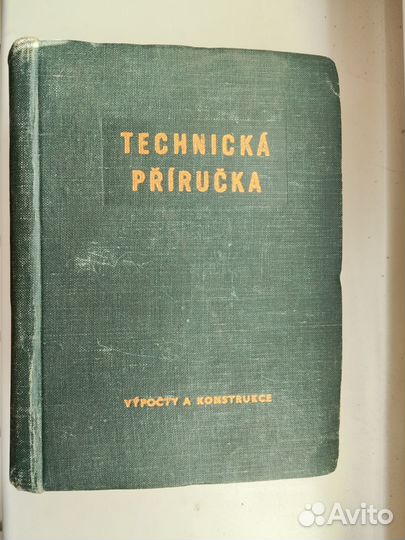 TECHNICKÁ
PŘÍRUČKA
VÝPOČTY A KONSTRUKCE
Avito